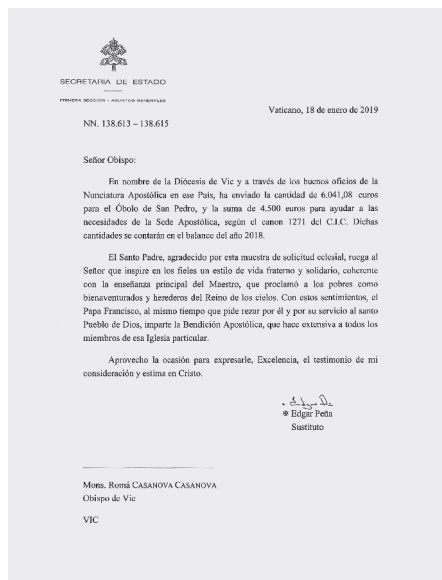 SECRETARIA DE ESTADO
PRIMERA SECCIÓN - ASUNTOS GENERALES
Vaticano, 18 de enero de 2019
NN. 138.613 – 138.615
Señor Obispo:
En nombre de la Diócesis de Vic y a través de los buenos oficios de la
Nunciatura Apostólica en ese País, ha enviado la cantidad de 6.041,08 euros
para el Óbolo de San Pedro, y la suma de 4.500 euros para ayudar a las
necesidades de la Sede Apostólica, según el canon 1271 del C.I.C. Dichas
cantidades se contarán en el balance del año 2018.
El Santo Padre, agradecido por esta muestra de solicitud eclesial, ruega al
Señor que inspire en los fieles un estilo de vida fraterno y solidario, coherente
con la enseñanza principal del Maestro, que proclamó a los pobres como
bienaventurados y herederos del Reino de los cielos. Con estos sentimientos, el
Papa Francisco, al mismo tiempo que pide rezar por él y por su servicio al santo
Pueblo de Dios, imparte la Bendición Apostólica, que hace extensiva a todos los
miembros de esa Iglesia particular.
Aprovecho la ocasión para expresarle, Excelencia, el testimonio de mi
consideración y estima en Cristo.
✠ Edgar Peña
Sustituto
Mons. Romá CASANOVA CASANOVA
Obispo de Vic
VIC